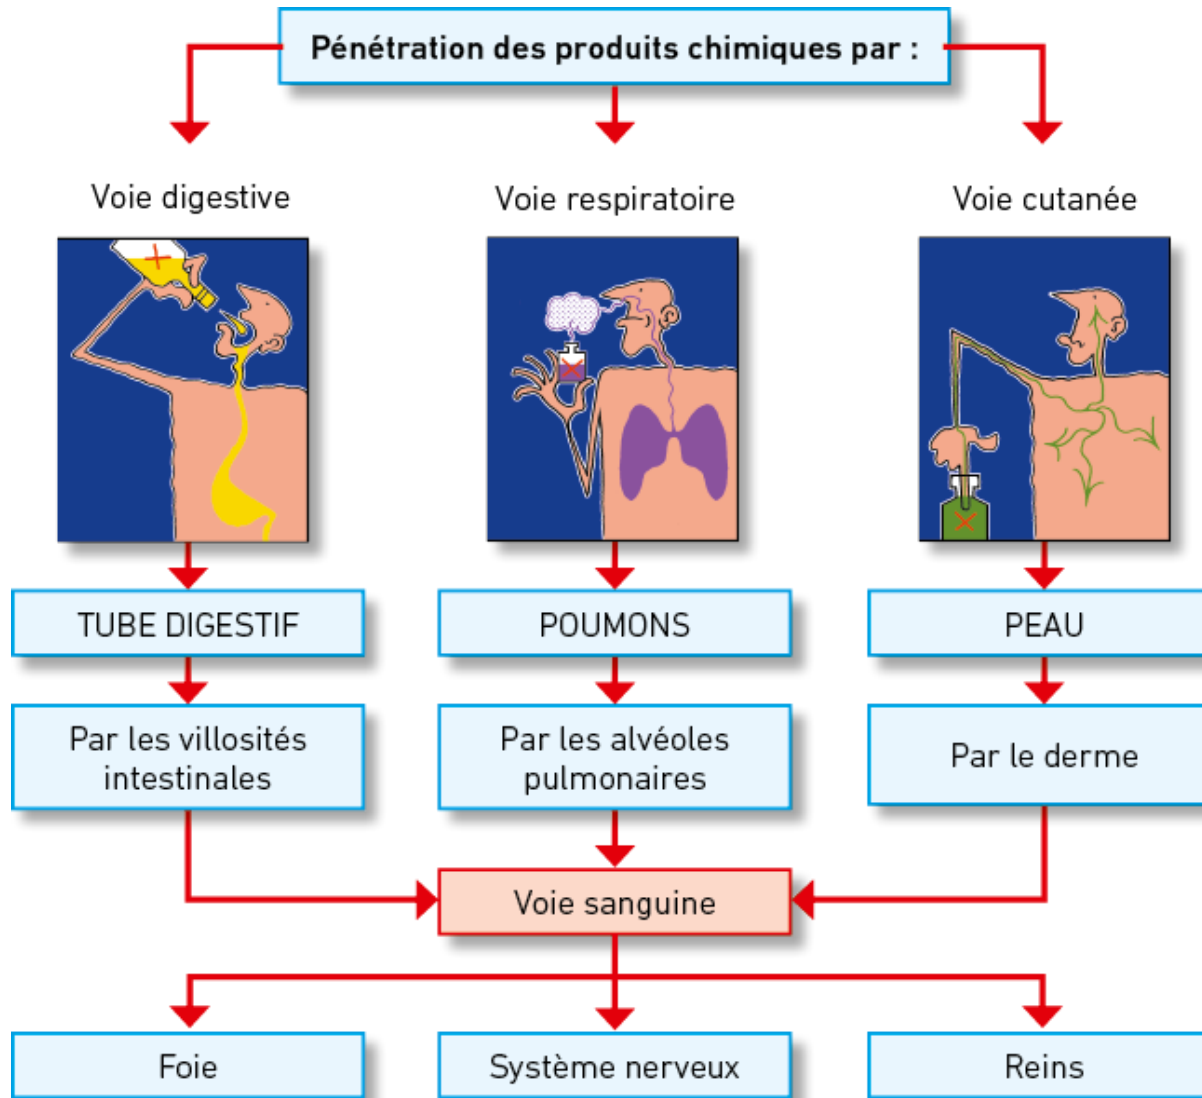 Pénétration des produits chimiques par :
Voie digestive
Voie respiratoire
Voie cutanée
TUBE DIGESTIF
POUMONS
PEAU
Par les villosités
intestinales
Par les alvéoles
pulmonaires
Par le derme
Voie sanguine
Foie
Système nerveux
Reins